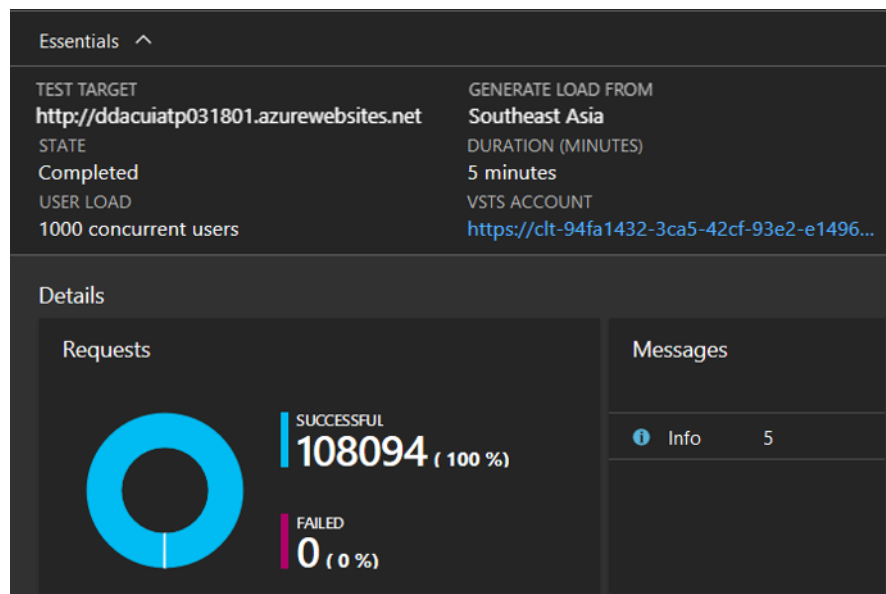 Essentials
TEST TARGET
http://ddacuiatp031801.azurewebsites.net
STATE
Completed
USER LOAD
1000 concurrent users
GENERATE LOAD FROM
Southeast Asia
DURATION (MINUTES)
5 minutes
VSTS ACCOUNT
https://clt-94fa1432-3ca5-42cf-93e2-e1496...
Details
Requests
SUCCESSFUL
108094 ( 100 %)
FAILED
0 ( 0 %)
Messages
Info 5